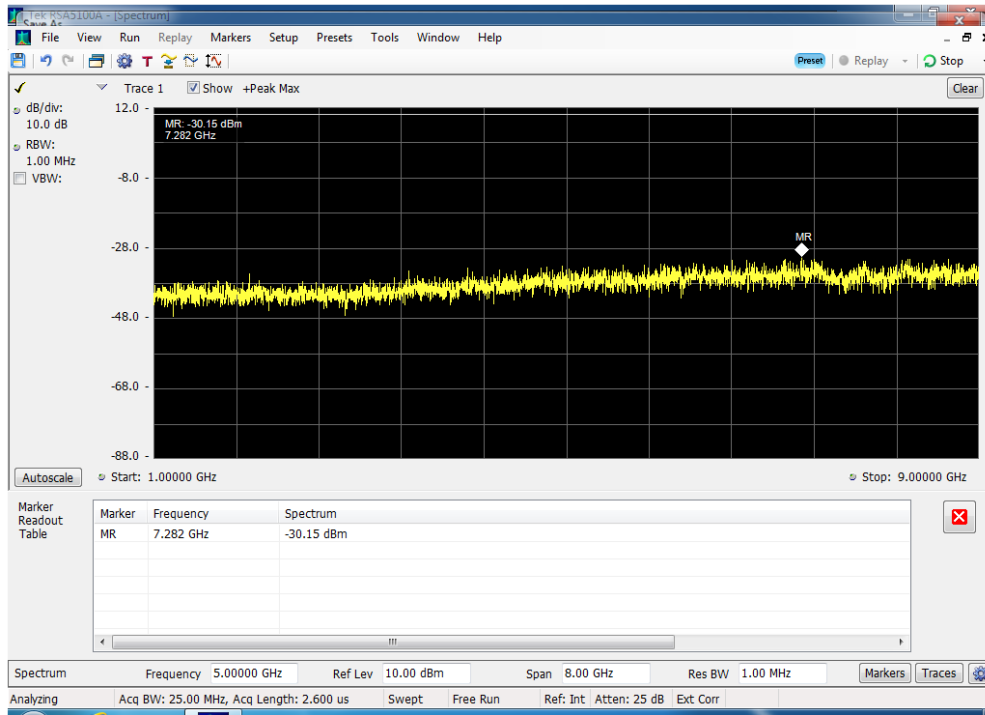 Tek RSA5100A - [Spectrum]
Save As
File View Run Replay Markers Setup Presets Tools Window Help
T Preset Replay Stop
Trace 1 Show +Peak Max Clear
dB/div:
10.0 dB
RBW:
1.00 MHz
VBW:
12.0 -
MR: -30.15 dBm
7.282 GHz
-8.0 -
MR
-28.0 -
-48.0 -
-68.0 -
-88.0 -
Autoscale Start: 1.00000 GHz Stop: 9.00000 GHz
Marker
Readout
Table
Marker Frequency Spectrum
MR 7.282 GHz -30.15 dBm
Spectrum Frequency 5.00000 GHz Ref Lev 10.00 dBm Span 8.00 GHz Res BW 1.00 MHz Markers Traces
Analyzing Acq BW: 25.00 MHz, Acq Length: 2.600 us Swept Free Run Ref: Int Atten: 25 dB Ext Corr